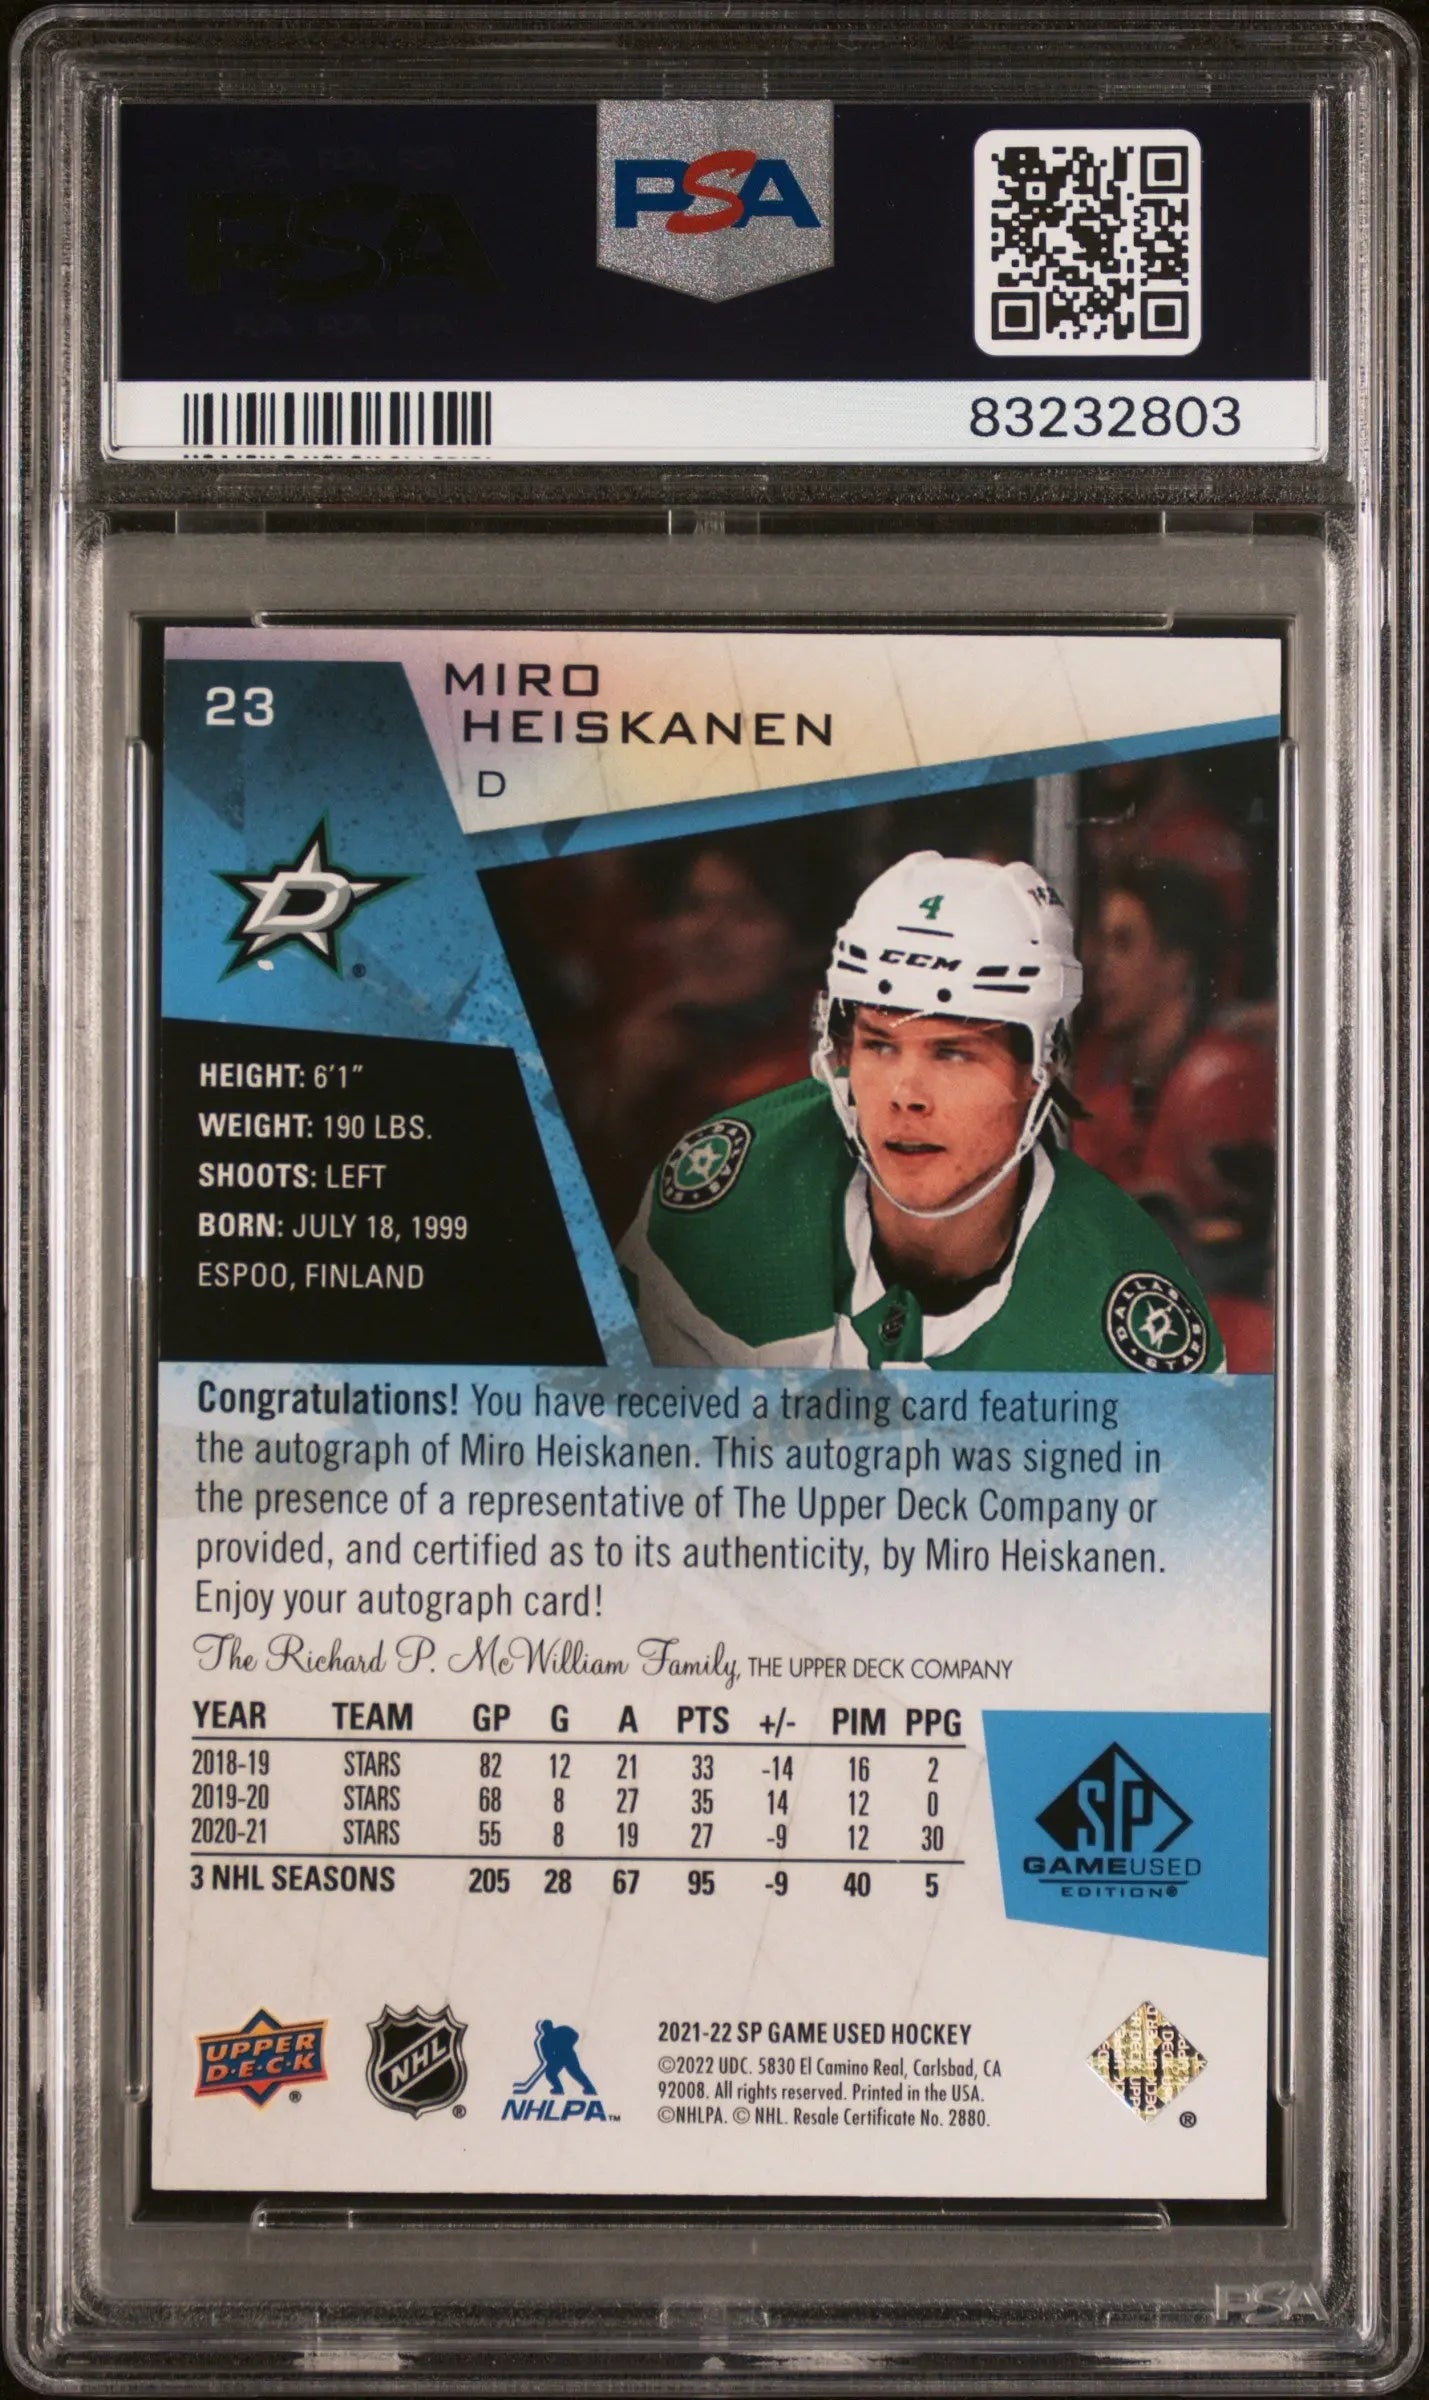 PSA
83232803
23
MIRO
HEISKANEN
D
4
CCM
HEIGHT: 6'1"
WEIGHT: 190 LBS.
SHOOTS: LEFT
BORN: JULY 18, 1999
ESPOO, FINLAND
DALLAS
STARS
Congratulations! You have received a trading card featuring
the autograph of Miro Heiskanen. This autograph was signed in
the presence of a representative of The Upper Deck Company or
provided, and certified as to its authenticity, by Miro Heiskanen.
Enjoy your autograph card!
The Richard P. McWilliam Family, THE UPPER DECK COMPANY
YEAR TEAM GP G A PTS +/- PIM PPG
2018-19 STARS 82 12 21 33 -14 16 2
2019-20 STARS 68 8 27 35 14 12 0
2020-21 STARS 55 8 19 27 -9 12 30
3 NHL SEASONS 205 28 67 95 -9 40 5
SP
GAMEUSED
EDITION®
UPPER
D·E·C·K ®
NHL ®
NHLPA™
2021-22 SP GAME USED HOCKEY
©2022 UDC. 5830 El Camino Real, Carlsbad, CA
92008. All rights reserved. Printed in the USA.
©NHLPA. © NHL. Resale Certificate No. 2880.
®
PSA